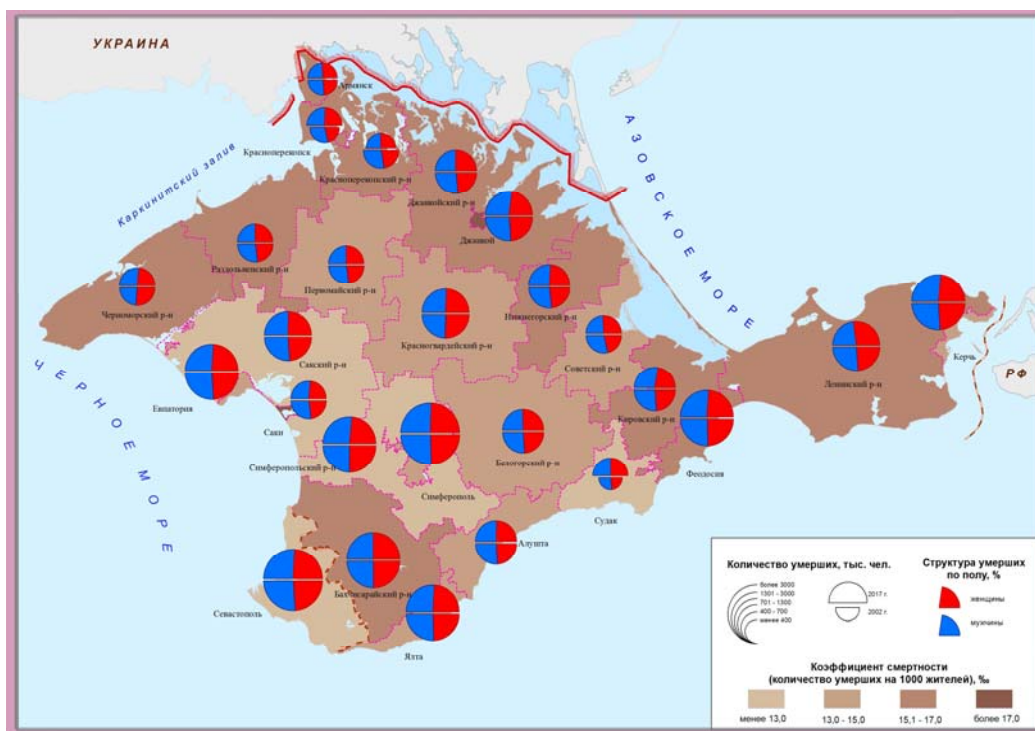 УКРАИНА
Армянск
Красноперекопск
Красноперекопский р-н
Каркинитский залив
АЗОВСКОЕ МОРЕ
Джанкойский р-н
Джанкой
Раздольненский р-н
Первомайский р-н
Черноморский р-н
Нижнегорский р-н
Красногвардейский р-н
Советский р-н
Сакский р-н
Ленинский р-н
Керчь
РФ
ЧЕРНОЕ МОРЕ
Евпатория
Саки
Кировский р-н
Симферопольский р-н
Белогорский р-н
Феодосия
Симферополь
Судак
Алушта
Севастополь
Бахчисарайский р-н
Ялта
Количество умерших, тыс. чел.
более 3000
1301 - 3000
701 - 1300
400 - 700
менее 400
2017 г.
2002 г.
Структура умерших
по полу, %
женщины
мужчины
Коэффициент смертности
(количество умерших на 1000 жителей), ‰
менее 13,0
13,0 - 15,0
15,1 - 17,0
более 17,0